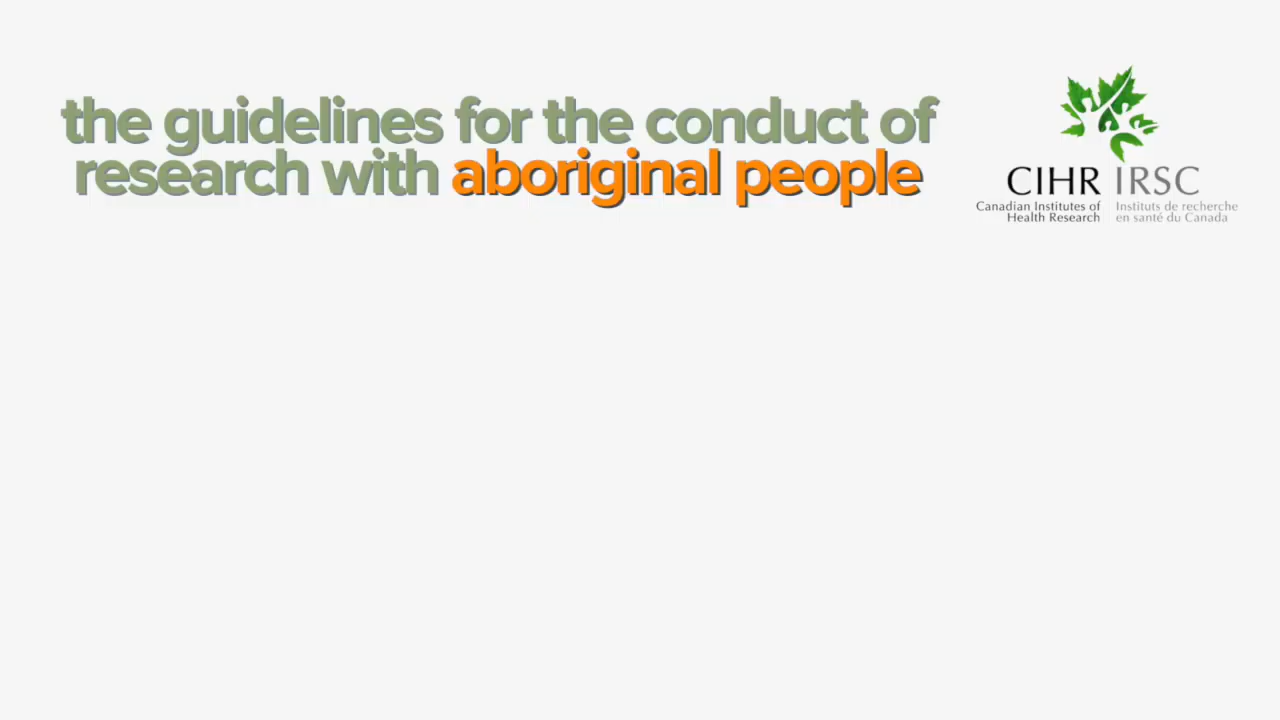 the guidelines for the conduct of
research with aboriginal people
CIHR IRSC
Canadian Institutes of Health Research
Instituts de recherche en santé du Canada